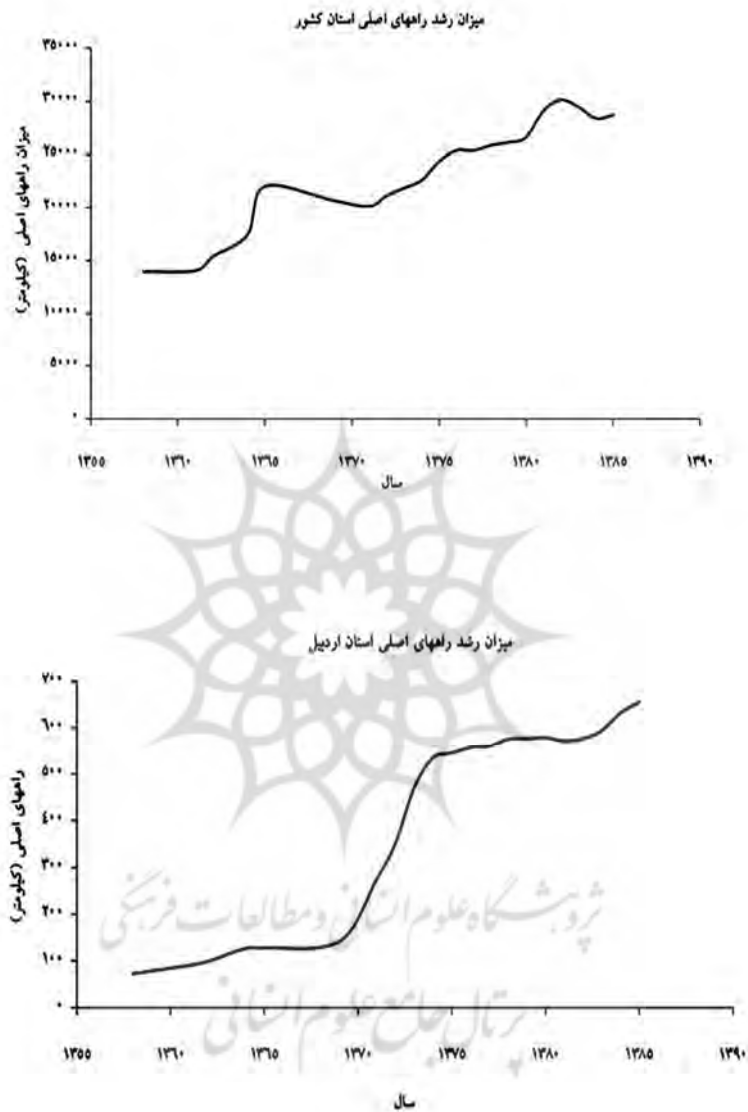 میزان رشد راههای اصلی استان کشور
میزان راههای اصلی (کیلومتر)
۳۵۰۰۰
۳۰۰۰۰
۲۵۰۰۰
۲۰۰۰۰
۱۵۰۰۰
۱۰۰۰۰
۵۰۰۰
۰
۱۳۵۵ ۱۳۶۰ ۱۳۶۵ ۱۳۷۰ ۱۳۷۵ ۱۳۸۰ ۱۳۸۵ ۱۳۹۰
سال
میزان رشد راههای اصلی استان اردبیل
راههای اصلی (کیلومتر)
۷۰۰
۶۰۰
۵۰۰
۴۰۰
۳۰۰
۲۰۰
۱۰۰
۰
۱۳۵۵ ۱۳۶۰ ۱۳۶۵ ۱۳۷۰ ۱۳۷۵ ۱۳۸۰ ۱۳۸۵ ۱۳۹۰
سال
پژوهشگاه علوم انسانی و مطالعات فرهنگی
پرتال جامع علوم انسانی